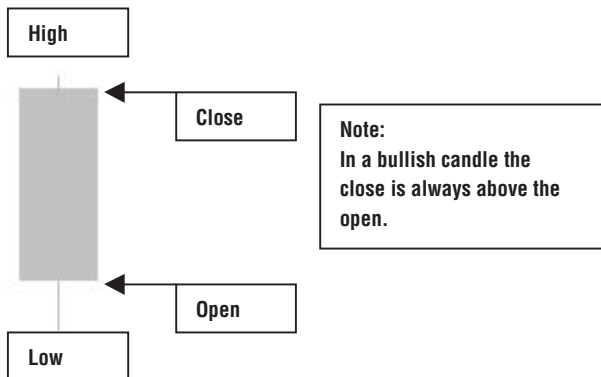 High
Close
Note:
In a bullish candle the
close is always above the
open.
Open
Low